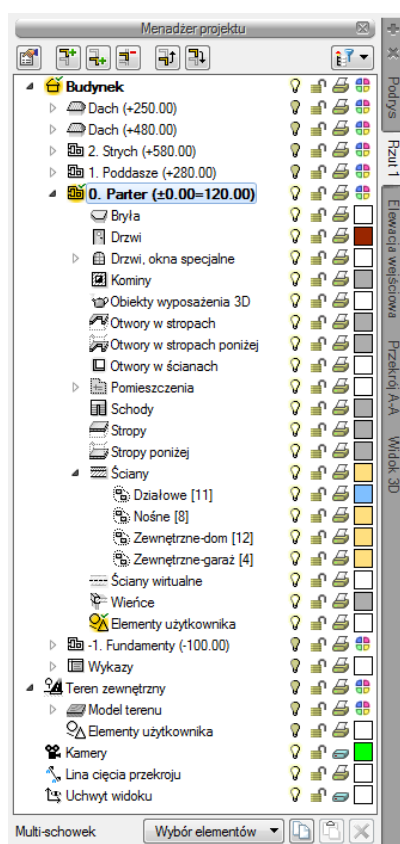 Menadżer projektu
Budynek
Dach (+250.00)
Dach (+480.00)
2. Strych (+580.00)
1. Poddasze (+280.00)
0. Parter (±0.00=120.00)
Bryła
Drzwi
Drzwi, okna specjalne
Kominy
Obiekty wyposażenia 3D
Otwory w stropach
Otwory w stropach poniżej
Otwory w ścianach
Pomieszczenia
Schody
Stropy
Stropy poniżej
Ściany
Działowe [11]
Nośne [8]
Zewnętrzne-dom [12]
Zewnętrzne-garaż [4]
Ściany wirtualne
Wieńce
Elementy użytkownika
-1. Fundamenty (-100.00)
Wykazy
Teren zewnętrzny
Model terenu
Elementy użytkownika
Kamery
Lina cięcia przekroju
Uchwyt widoku
Multi-schowek
Wybór elementów
Podrys
Rzut 1
Elewacja wejściowa
Przekrój A-A
Widok 3D